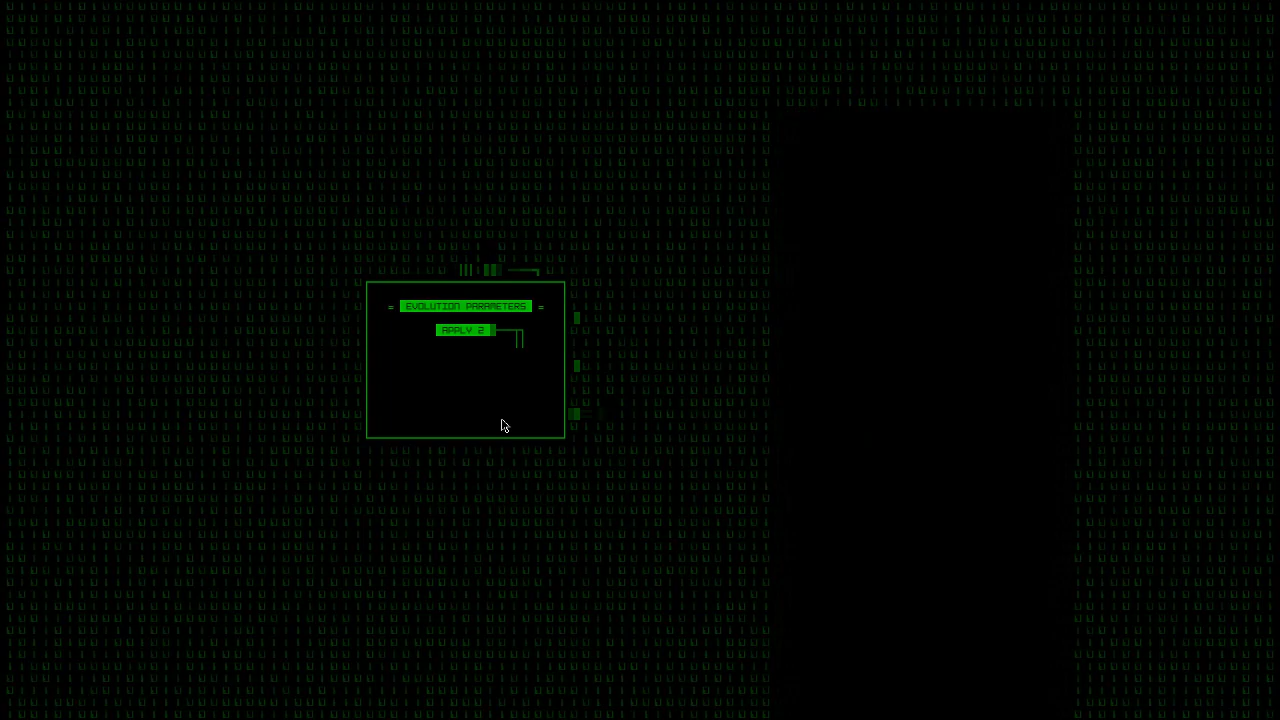 = EVOLUTION PARAMETERS =
APPLY 2